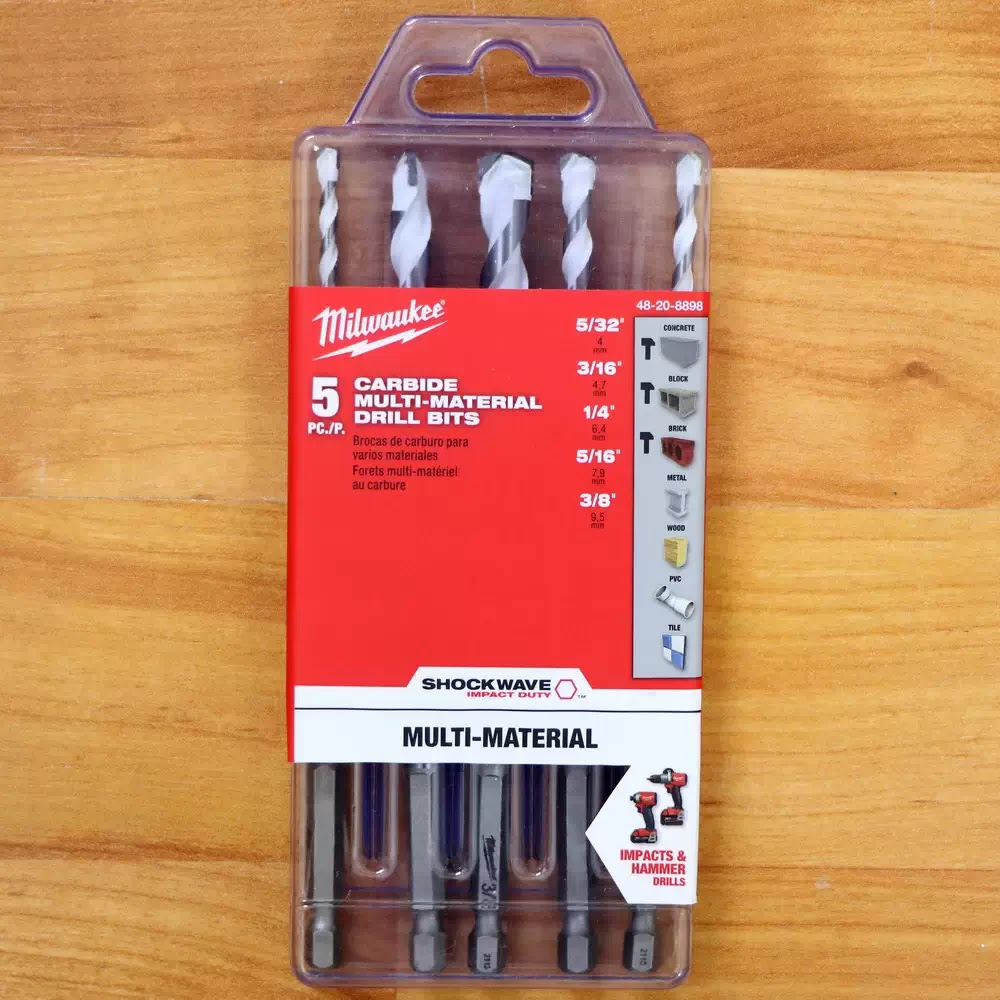 Milwaukee®
48-20-8898
5
PC./P.
CARBIDE
MULTI-MATERIAL
DRILL BITS
Brocas de carburo para
varios materiales
Forets multi-matériel
au carbure
5/32"
4
mm
3/16"
4,7
mm
1/4"
6,4
mm
5/16"
7,9
mm
3/8"
9,5
mm
CONCRETE
BLOCK
BRICK
METAL
WOOD
PVC
TILE
SHOCKWAVE
IMPACT DUTY™
MULTI-MATERIAL
IMPACTS &
HAMMER
DRILLS
Milwaukee